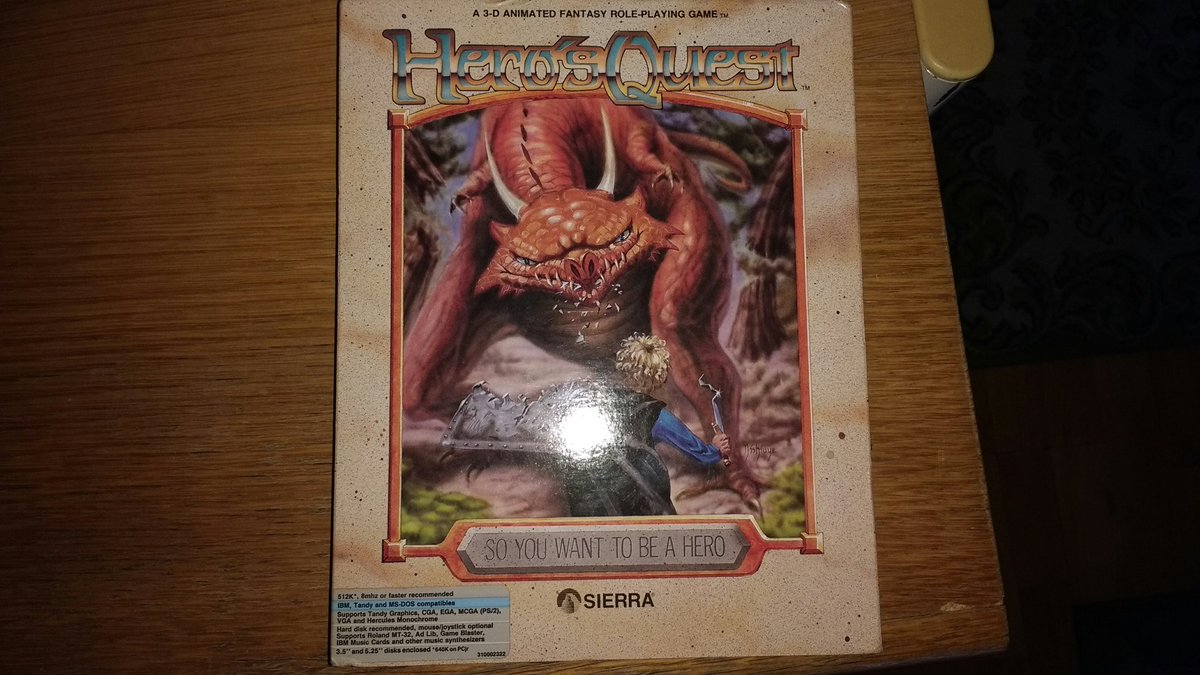 A 3-D ANIMATED FANTASY ROLE-PLAYING GAME™
Hero's Quest™
SO YOU WANT TO BE A HERO
SIERRA®
512K*, 8mhz or faster recommended
IBM, Tandy and MS-DOS compatibles
Supports Tandy Graphics, CGA, EGA, MCGA (PS/2),
VGA and Hercules Monochrome
Hard disk recommended, mouse/joystick optional
Supports Roland MT-32, Ad Lib, Game Blaster,
IBM Music Cards and other music synthesizers
3.5" and 5.25" disks enclosed *640K on PCjr
310002322